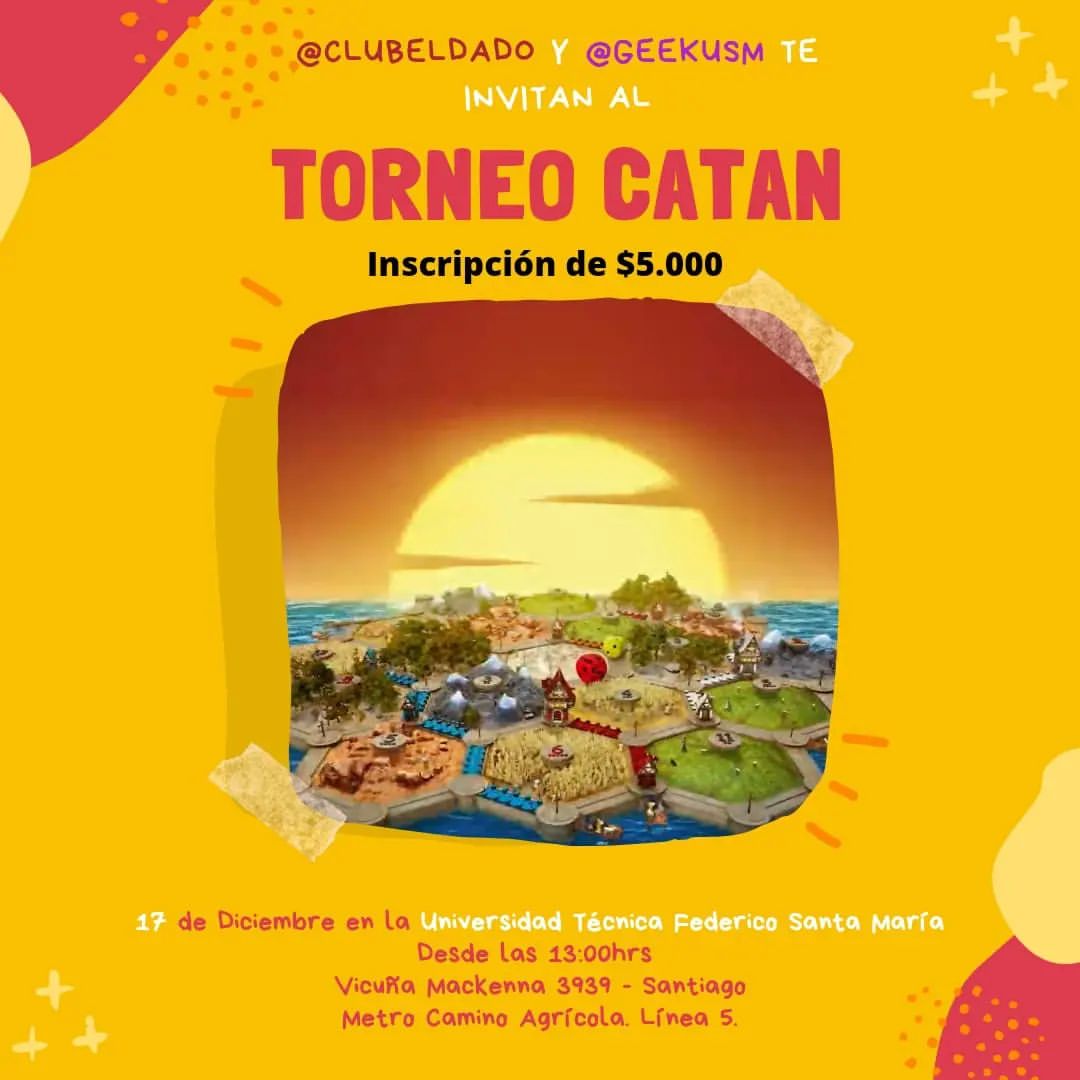 @CLUBELDADO Y @GEEKUSM TE
INVITAN AL
TORNEO CATAN
Inscripción de $5.000
6
17 de Diciembre en la Universidad Técnica Federico Santa María
Desde las 13:00hrs
Vicuña Mackenna 3939 - Santiago
Metro Camino Agrícola. Línea 5.